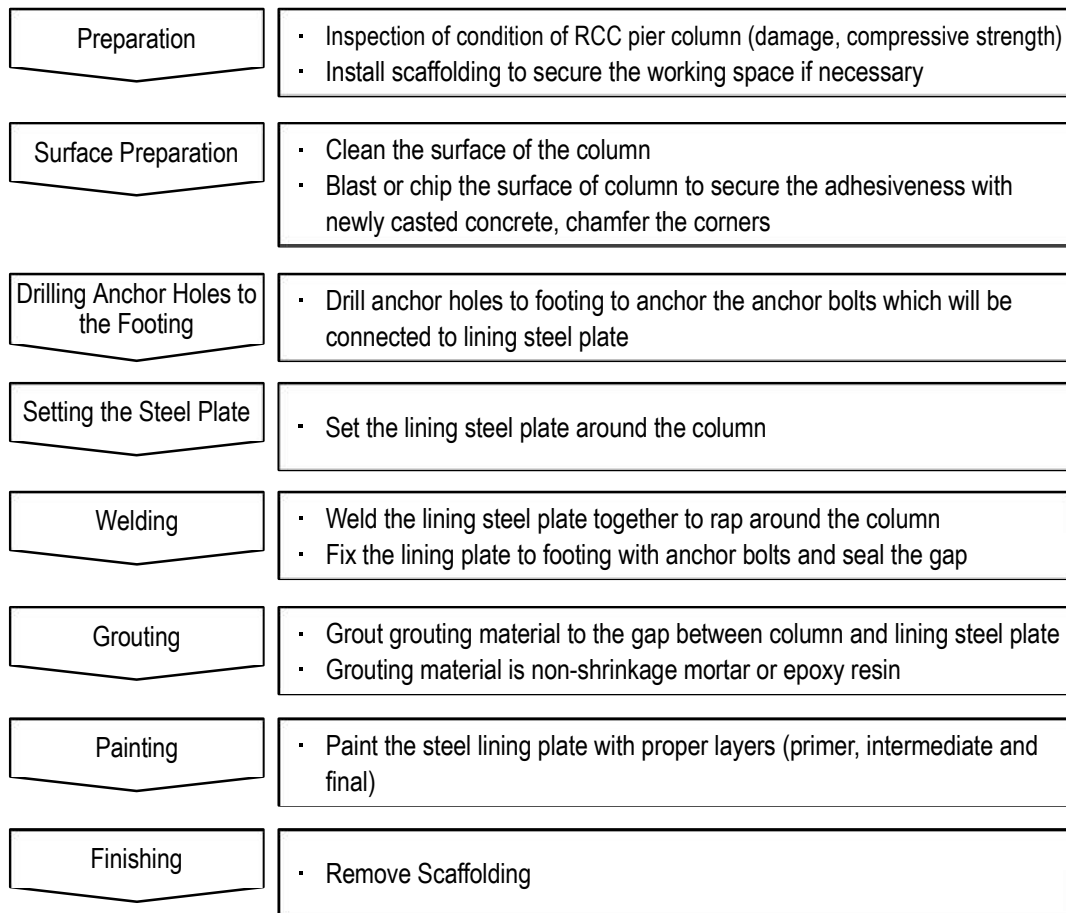 Preparation
· Inspection of condition of RCC pier column (damage, compressive strength)
· Install scaffolding to secure the working space if necessary
Surface Preparation
· Clean the surface of the column
· Blast or chip the surface of column to secure the adhesiveness with
newly casted concrete, chamfer the corners
Drilling Anchor Holes to
the Footing
· Drill anchor holes to footing to anchor the anchor bolts which will be
connected to lining steel plate
Setting the Steel Plate
· Set the lining steel plate around the column
Welding
· Weld the lining steel plate together to rap around the column
· Fix the lining plate to footing with anchor bolts and seal the gap
Grouting
· Grout grouting material to the gap between column and lining steel plate
· Grouting material is non-shrinkage mortar or epoxy resin
Painting
· Paint the steel lining plate with proper layers (primer, intermediate and
final)
Finishing
· Remove Scaffolding